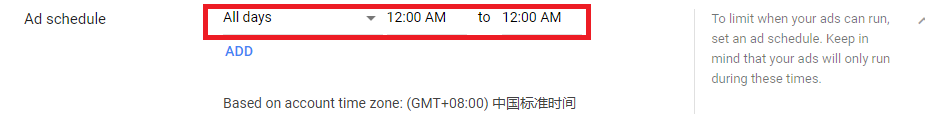 Ad schedule
All days 12:00 AM to 12:00 AM
ADD
Based on account time zone: (GMT+08:00) 中国标准时间
To limit when your ads can run,
set an ad schedule. Keep in
mind that your ads will only run
during these times.